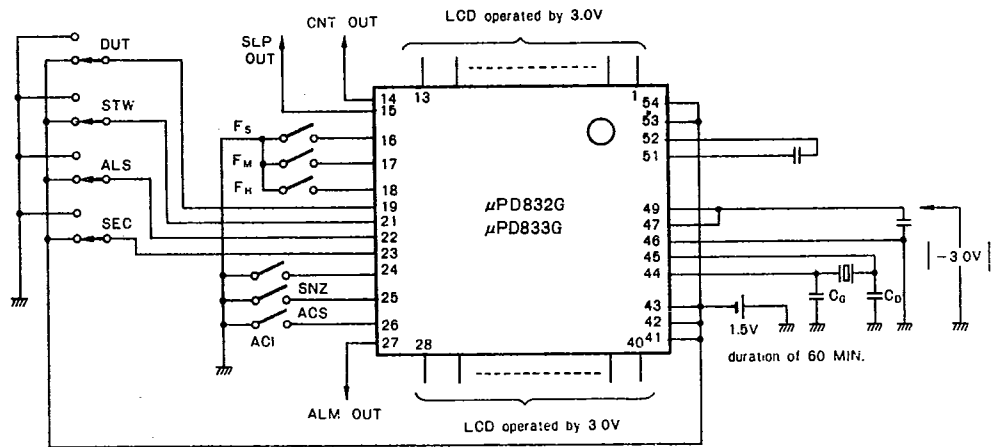 CNT OUT
LCD operated by 3.0V
SLP
OUT
DUT
STW
ALS
SEC
FS
FM
FH
SNZ
ACS
ACI
13
1
14
15
16
17
18
19
21
22
23
24
25
26
27
28
40
54
53
52
51
49
47
46
45
44
43
42
41
μPD832G
μPD833G
-3.0V
CG
CD
1.5V
duration of 60 MIN.
ALM OUT
LCD operated by 3.0V